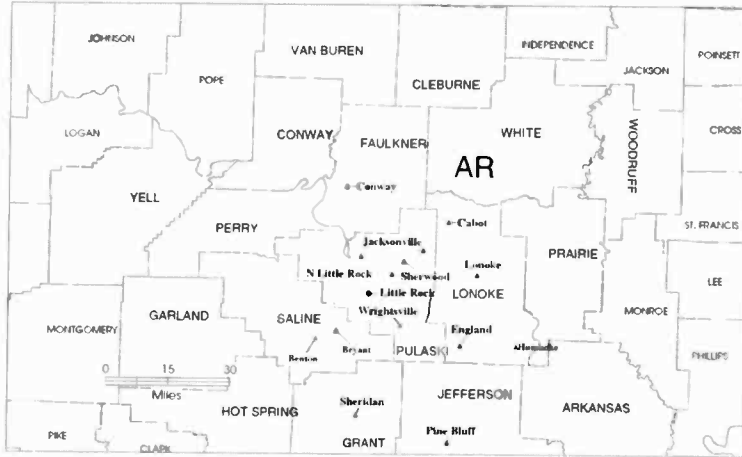 JOHNSON
VAN BUREN
INDEPENDENCE
POINSETT
POPE
CLEBURNE
JACKSON
LOGAN
CONWAY
FAULKNER
WHITE
WOODRUFF
CROSS
AR
YELL
Conway
PERRY
Cabot
ST. FRANCIS
Jacksonville
PRAIRIE
N Little Rock
Sherwood
Lonoke
LEE
Little Rock
LONOKE
GARLAND
SALINE
Wrightsville
MONROE
MONTGOMERY
England
Benton
Bryant
PULASKI
PHILLIPS
0 15 30
Miles
HOT SPRING
Sheridan
JEFFERSON
ARKANSAS
PIKE
CLARK
GRANT
Pine Bluff